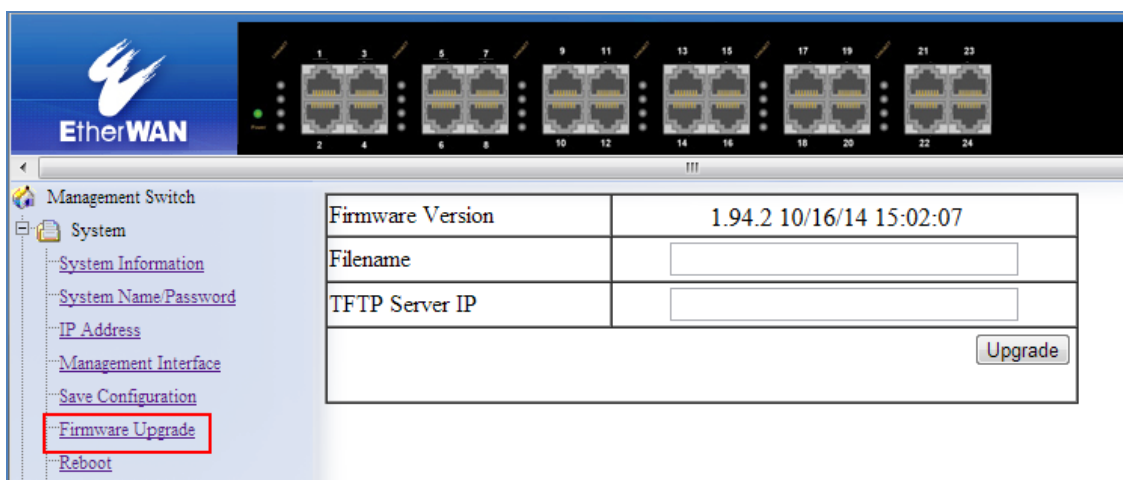 1 3 5 7 9 11 13 15 17 19 21 23
EtherWAN
Power
2 4 6 8 10 12 14 16 18 20 22 24
Management Switch
System
System Information
System Name/Password
IP Address
Management Interface
Save Configuration
Firmware Upgrade
Reboot
Firmware Version 1.94.2 10/16/14 15:02:07
Filename
TFTP Server IP
Upgrade